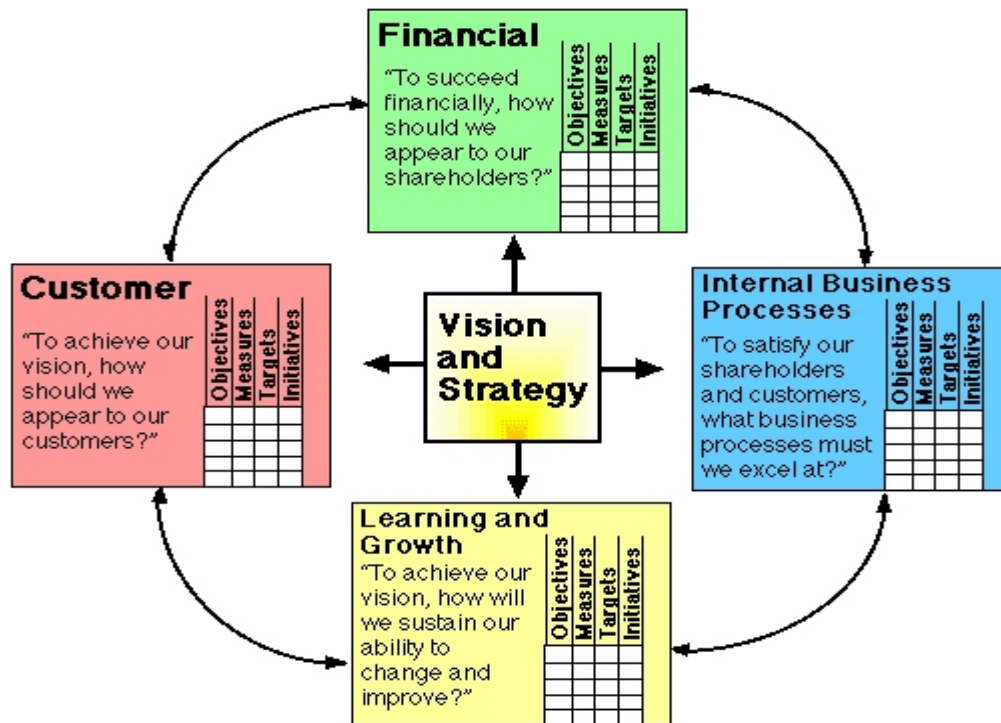 Financial
“To succeed
financially, how
should we
appear to our
shareholders?”
Objectives
Measures
Targets
Initiatives
Customer
“To achieve our
vision, how
should we
appear to our
customers?”
Objectives
Measures
Targets
Initiatives
Vision
and
Strategy
Internal Business
Processes
“To satisfy our
shareholders
and customers,
what business
processes must
we excel at?”
Objectives
Measures
Targets
Initiatives
Learning and
Growth
“To achieve our
vision, how will
we sustain our
ability to
change and
improve?”
Objectives
Measures
Targets
Initiatives